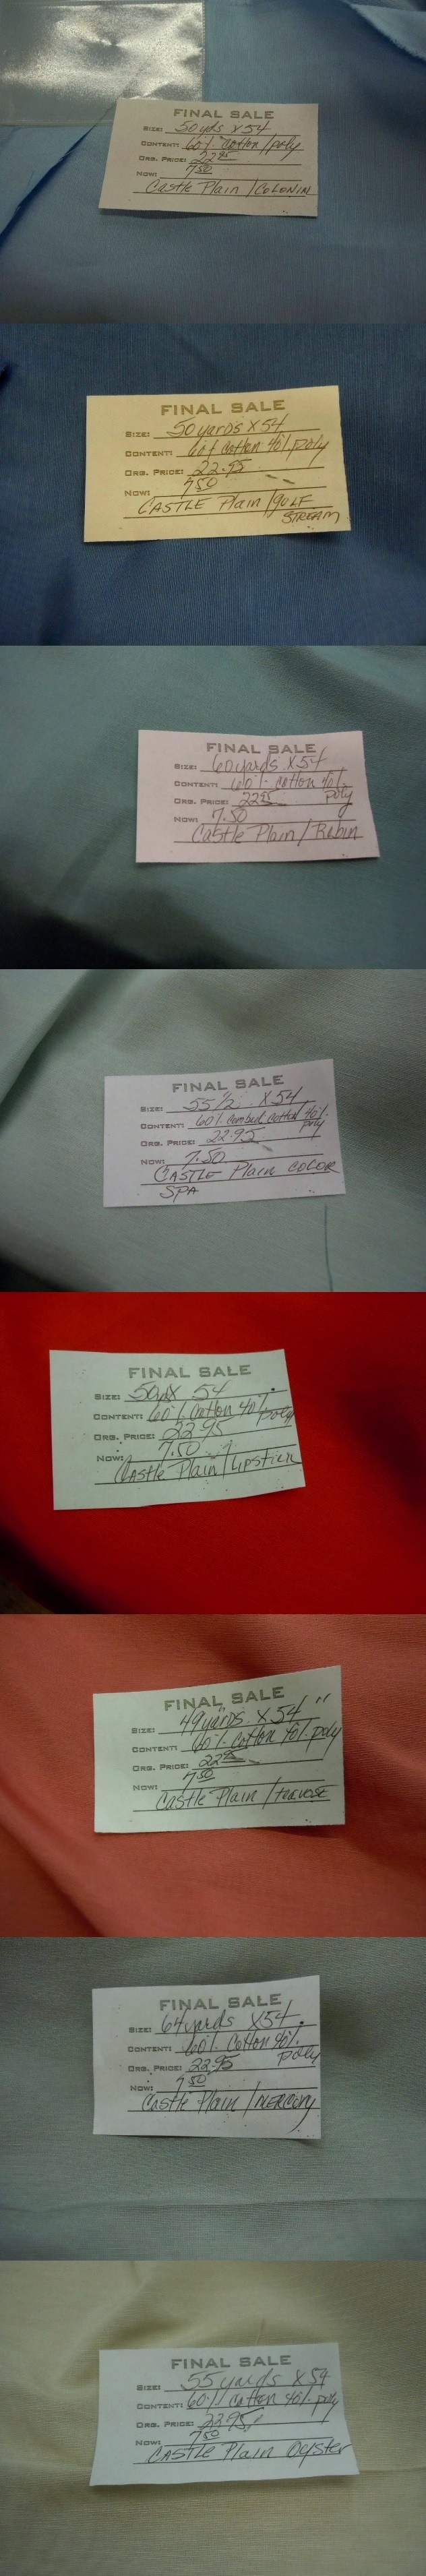 FINAL SALE
SIZE: 50 yds X 54
CONTENT: 60% Cotton/poly
ORG. PRICE: 22.95
NOW: 7.50
Castle Plain /COLONIAL
FINAL SALE
SIZE: 50 yards X 54
CONTENT: 60% Cotton 40% poly
ORG. PRICE: 22.95
NOW: 7.50
CASTLE Plain / gulf
STREAM
FINAL SALE
SIZE: 60 yards X 54
CONTENT: 60% cotton 40%
poly
ORG. PRICE: 22.95
NOW: 7.50
Castle Plain / Robin
FINAL SALE
SIZE: 55 1/2 X 54
CONTENT: 60% Combed Cotton 40%
poly
ORG. PRICE: 22.95
NOW: 7.50
CASTLE Plain COLOR
SPA
FINAL SALE
SIZE: X 54
CONTENT: 60% Cotton 40%
poly
ORG. PRICE: 22.95
NOW: 7.50
Castle Plain / Lipstick
FINAL SALE
SIZE: 49 yards X 54"
CONTENT: 60% Cotton 40% poly
ORG. PRICE: 22.95
NOW: 7.50
Castle Plain /
FINAL SALE
SIZE: 64 yards X 54
CONTENT: 60% Cotton 40%
poly
ORG. PRICE: 22.95
NOW: 7.50
Castle Plain / MERCURY
FINAL SALE
SIZE: 55 yards X 54
CONTENT: 60% Cotton 40% poly
ORG. PRICE: 22.95
NOW: 7.50
CASTLE Plain Oyster